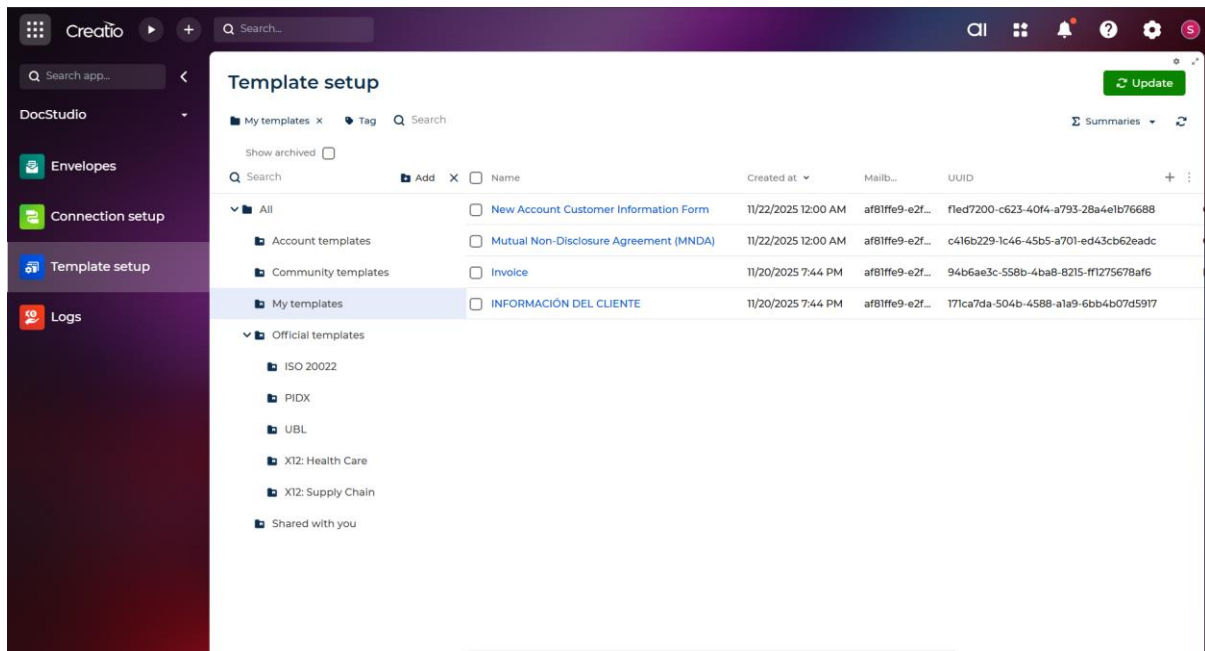 Creatio
Search...
ai
S
Search app...
DocStudio
Envelopes
Connection setup
Template setup
Logs
Template setup
Update
My templates
Tag
Search
Σ Summaries
Show archived
Search
Add
Name
Created at
Mailb...
UUID
All
New Account Customer Information Form 11/22/2025 12:00 AM af81ffe9-e2f... f1ed7200-c623-40f4-a793-28a4e1b76688
Account templates
Mutual Non-Disclosure Agreement (MNDA) 11/22/2025 12:00 AM af81ffe9-e2f... c416b229-1c46-45b5-a701-ed43cb62eadc
Community templates
Invoice 11/20/2025 7:44 PM af81ffe9-e2f... 94b6ae3c-558b-4ba8-8215-ff1275678af6
My templates
INFORMACIÓN DEL CLIENTE 11/20/2025 7:44 PM af81ffe9-e2f... 171ca7da-504b-4588-a1a9-6bb4b07d5917
Official templates
ISO 20022
PIDX
UBL
X12: Health Care
X12: Supply Chain
Shared with you